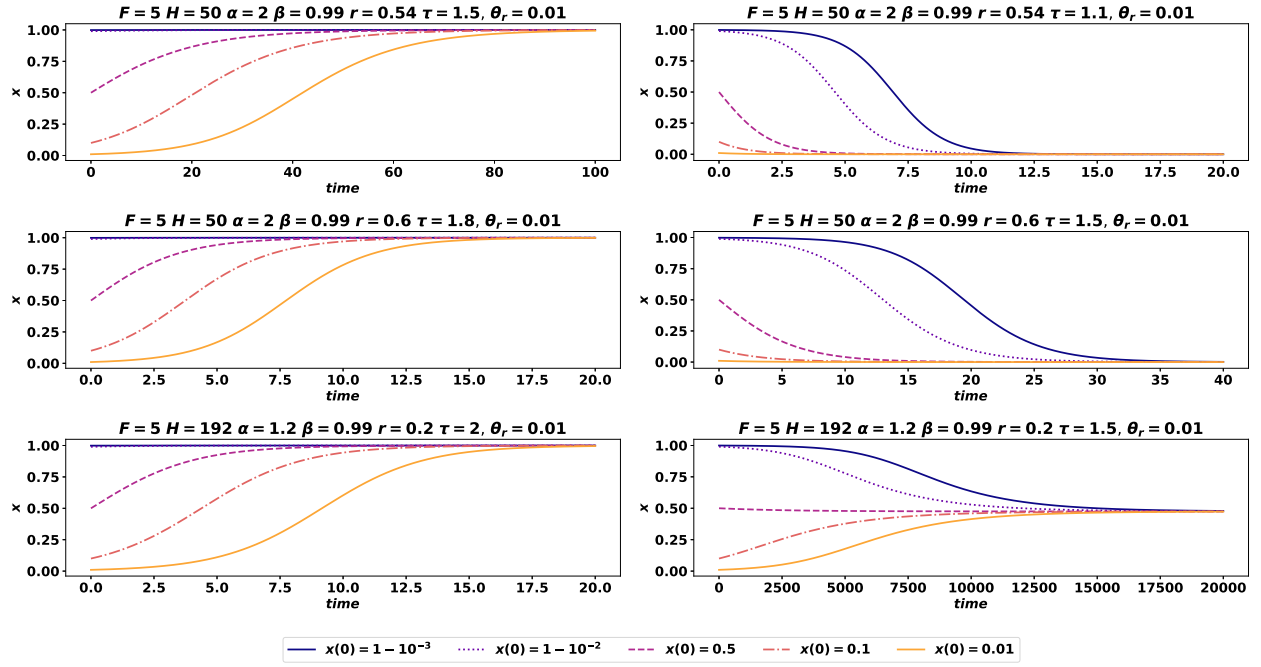 F = 5 H = 50 α = 2 β = 0.99 r = 0.54 τ = 1.5, θᵣ = 0.01
1.00
0.75
0.50
0.25
0.00
x
0 20 40 60 80 100
time
F = 5 H = 50 α = 2 β = 0.99 r = 0.54 τ = 1.1, θᵣ = 0.01
1.00
0.75
0.50
0.25
0.00
x
0.0 2.5 5.0 7.5 10.0 12.5 15.0 17.5 20.0
time
F = 5 H = 50 α = 2 β = 0.99 r = 0.6 τ = 1.8, θᵣ = 0.01
1.00
0.75
0.50
0.25
0.00
x
0.0 2.5 5.0 7.5 10.0 12.5 15.0 17.5 20.0
time
F = 5 H = 50 α = 2 β = 0.99 r = 0.6 τ = 1.5, θᵣ = 0.01
1.00
0.75
0.50
0.25
0.00
x
0 5 10 15 20 25 30 35 40
time
F = 5 H = 192 α = 1.2 β = 0.99 r = 0.2 τ = 2, θᵣ = 0.01
1.00
0.75
0.50
0.25
0.00
x
0.0 2.5 5.0 7.5 10.0 12.5 15.0 17.5 20.0
time
F = 5 H = 192 α = 1.2 β = 0.99 r = 0.2 τ = 1.5, θᵣ = 0.01
1.00
0.75
0.50
0.25
0.00
x
0 2500 5000 7500 10000 12500 15000 17500 20000
time
x(0) = 1 − 10⁻³ x(0) = 1 − 10⁻² x(0) = 0.5 x(0) = 0.1 x(0) = 0.01